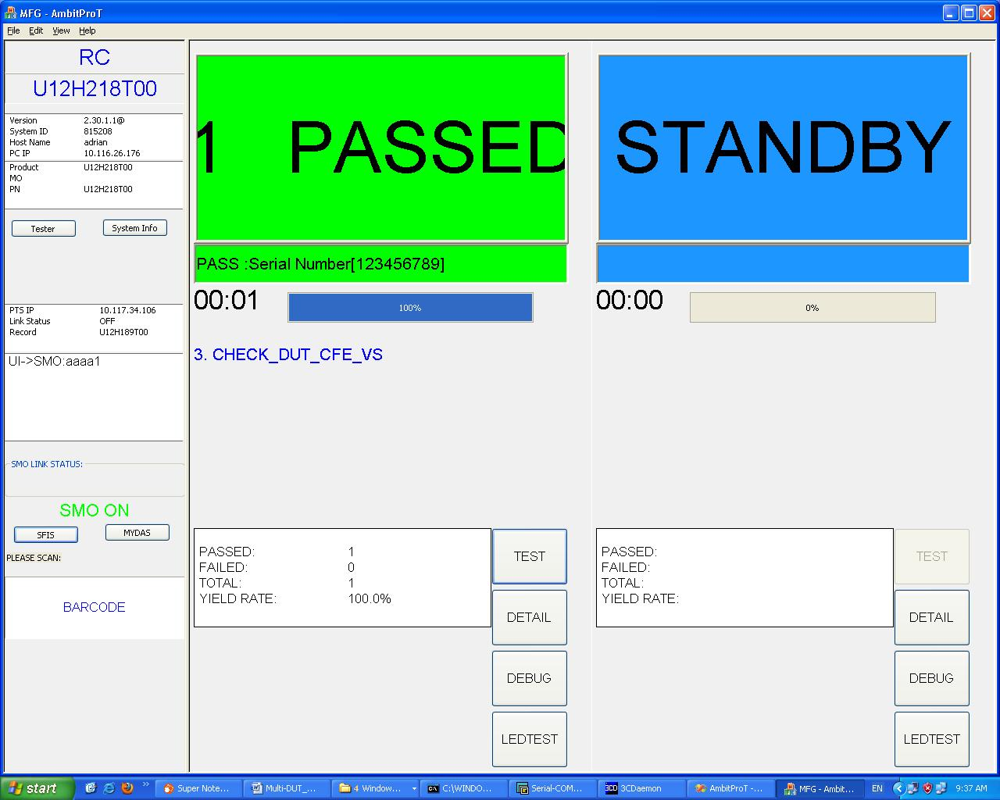 MFG - AmbitProT
File Edit View Help
RC
U12H218T00
Version 2.30.1.1@
System ID 815208
Host Name adrian
PC IP 10.116.26.176
Product U12H218T00
MO
PN U12H218T00
Tester System Info
PTS IP 10.117.34.106
Link Status OFF
Record U12H189T00
UI->SMO:aaaa1
SMO LINK STATUS:
SMO ON
SFIS MYDAS
PLEASE SCAN:
BARCODE
1 PASSED
PASS :Serial Number[123456789]
00:01 100%
3. CHECK_DUT_CFE_VS
PASSED: 1
FAILED: 0
TOTAL: 1
YIELD RATE: 100.0%
TEST
DETAIL
DEBUG
LEDTEST
STANDBY
00:00 0%
PASSED:
FAILED:
TOTAL:
YIELD RATE:
TEST
DETAIL
DEBUG
LEDTEST
start Super Note... Multi-DUT_... 4 Window... C:\WINDO... Serial-COM... 3CD 3CDaemon AmbitProT -... MFG - Ambit... EN 9:37 AM